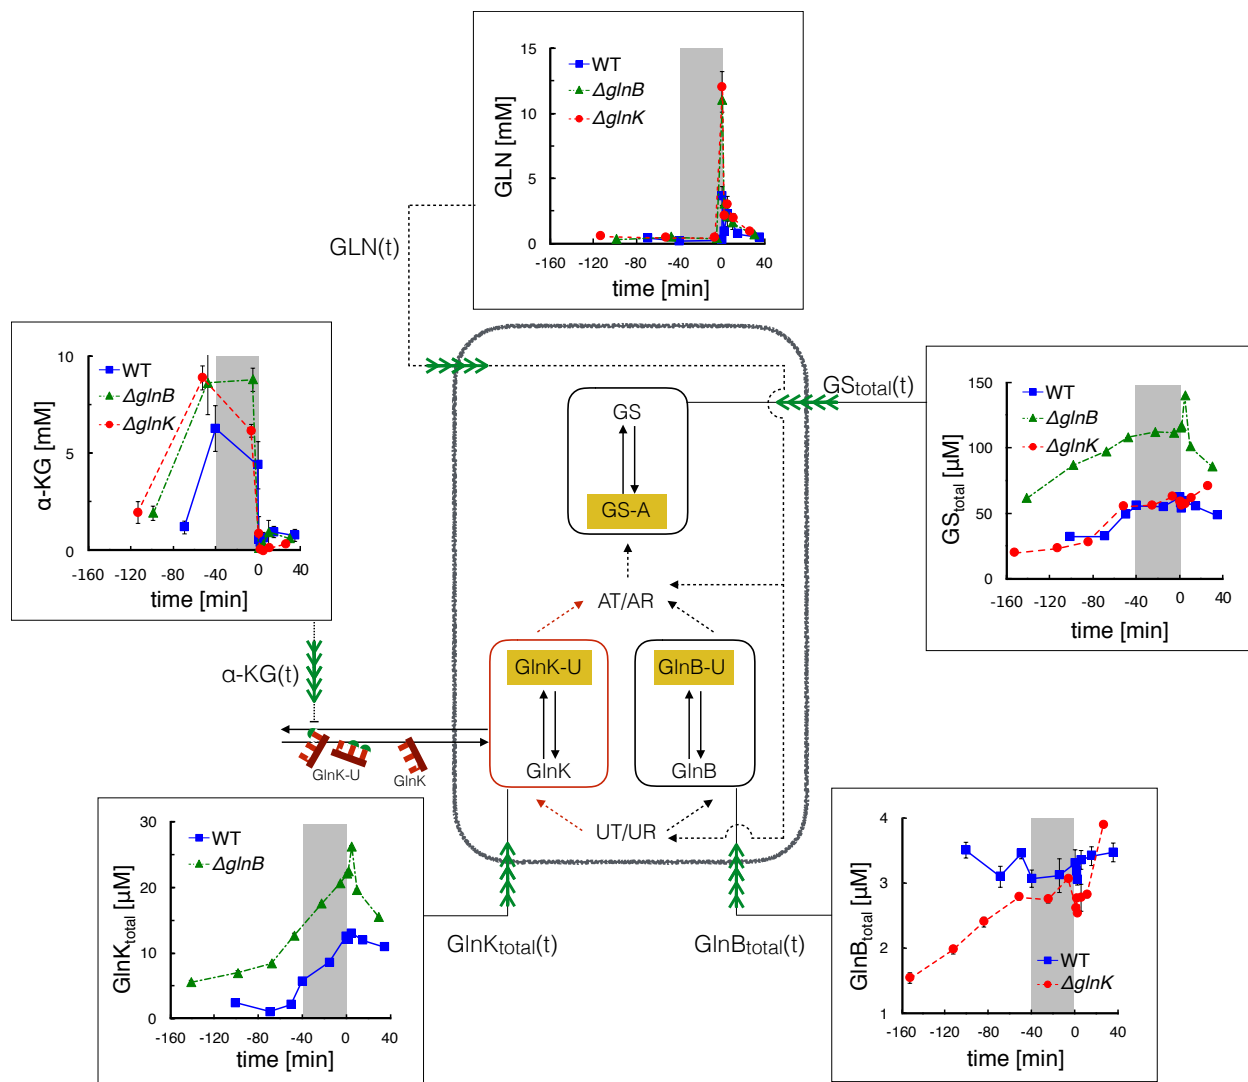 15
10
5
0
GLN [mM]
WT
ΔglnB
ΔglnK
-160 -120 -80 -40 0 40
time [min]
GLN(t)
10
5
0
α-KG [mM]
WT
ΔglnB
ΔglnK
-160 -120 -80 -40 0 40
time [min]
α-KG(t)
GStotal(t)
150
100
50
0
GStotal [µM]
WT
ΔglnB
ΔglnK
-160 -120 -80 -40 0 40
time [min]
GS
GS-A
AT/AR
GlnK-U
GlnB-U
GlnK
GlnB
UT/UR
GlnK-U
GlnK
30
20
10
0
GlnKtotal [µM]
WT
ΔglnB
-160 -120 -80 -40 0 40
time [min]
GlnKtotal(t)
GlnBtotal(t)
4
3
2
1
GlnBtotal [µM]
WT
ΔglnK
-160 -120 -80 -40 0 40
time [min]